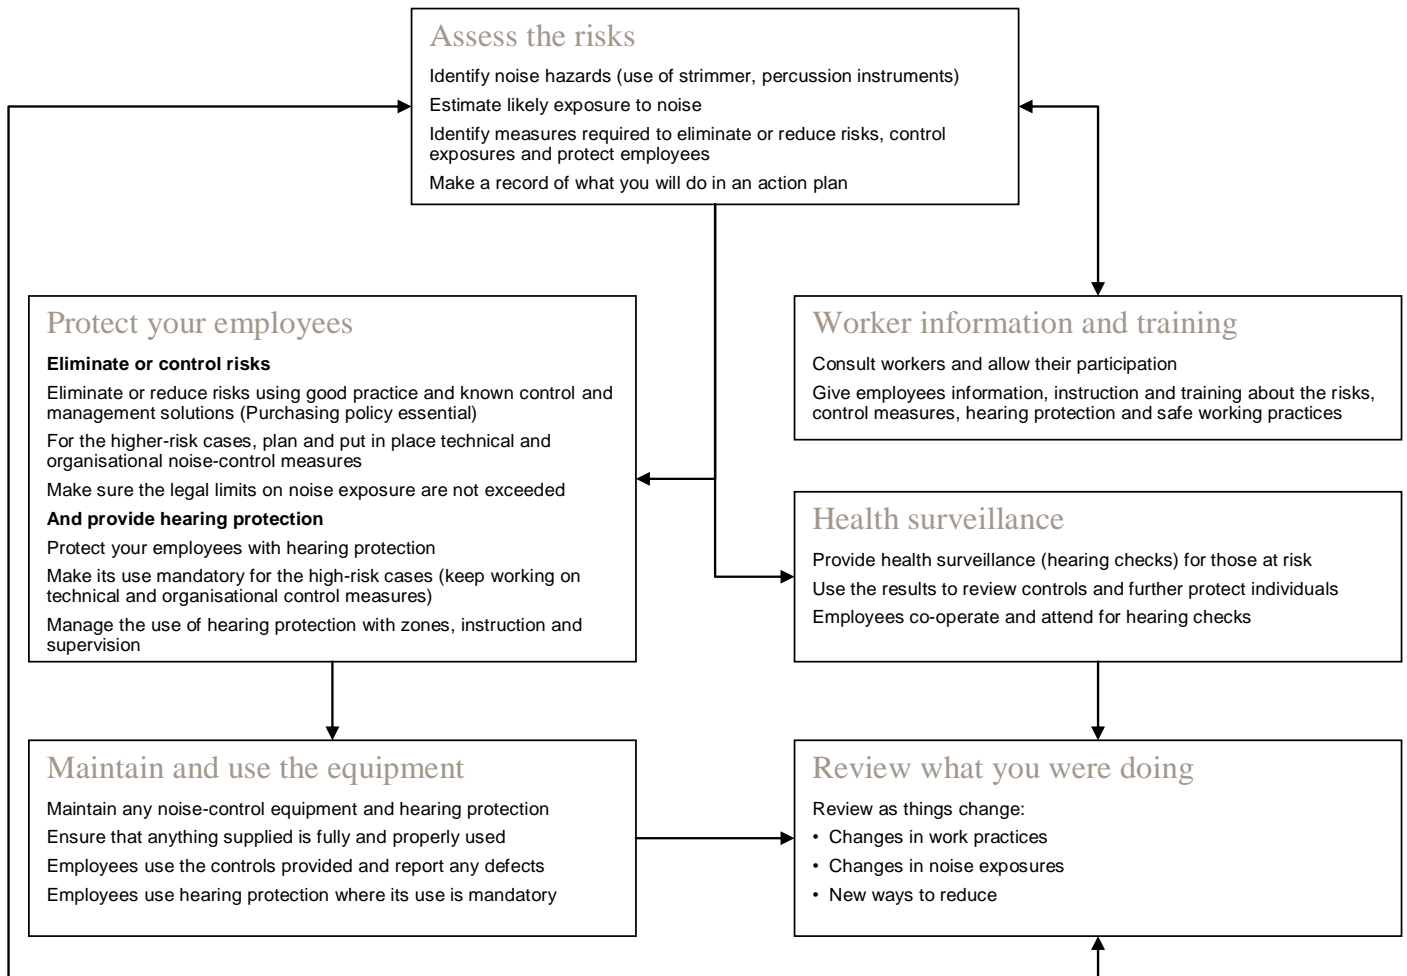 Assess the risks
Identify noise hazards (use of strimmer, percussion instruments)
Estimate likely exposure to noise
Identify measures required to eliminate or reduce risks, control
exposures and protect employees
Make a record of what you will do in an action plan
Protect your employees
Eliminate or control risks
Eliminate or reduce risks using good practice and known control and
management solutions (Purchasing policy essential)
For the higher-risk cases, plan and put in place technical and
organisational noise-control measures
Make sure the legal limits on noise exposure are not exceeded
And provide hearing protection
Protect your employees with hearing protection
Make its use mandatory for the high-risk cases (keep working on
technical and organisational control measures)
Manage the use of hearing protection with zones, instruction and
supervision
Worker information and training
Consult workers and allow their participation
Give employees information, instruction and training about the risks,
control measures, hearing protection and safe working practices
Health surveillance
Provide health surveillance (hearing checks) for those at risk
Use the results to review controls and further protect individuals
Employees co-operate and attend for hearing checks
Maintain and use the equipment
Maintain any noise-control equipment and hearing protection
Ensure that anything supplied is fully and properly used
Employees use the controls provided and report any defects
Employees use hearing protection where its use is mandatory
Review what you were doing
Review as things change:
• Changes in work practices
• Changes in noise exposures
• New ways to reduce